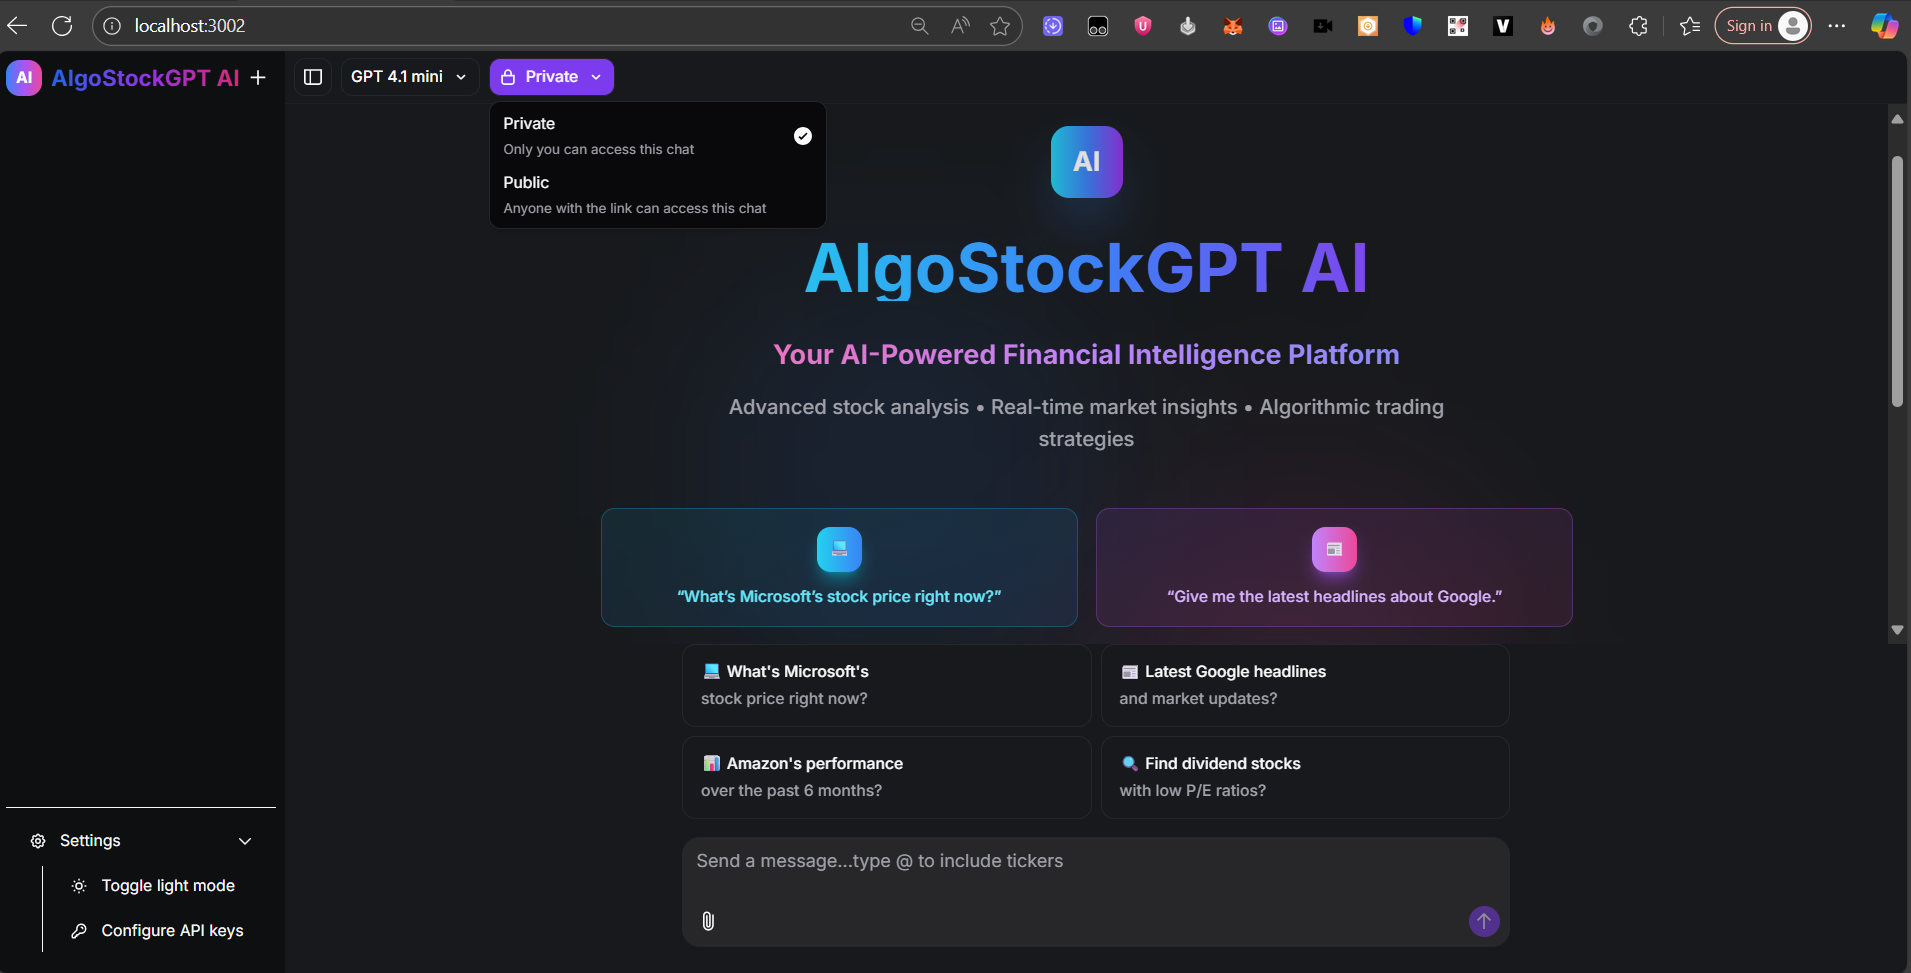 localhost:3002
Sign in
AI AlgoStockGPT AI
GPT 4.1 mini
Private
Private
Only you can access this chat
Public
Anyone with the link can access this chat
AI
AlgoStockGPT AI
Your AI-Powered Financial Intelligence Platform
Advanced stock analysis • Real-time market insights • Algorithmic trading
strategies
“What’s Microsoft’s stock price right now?”
“Give me the latest headlines about Google.”
What's Microsoft's
stock price right now?
Latest Google headlines
and market updates?
Amazon's performance
over the past 6 months?
Find dividend stocks
with low P/E ratios?
Send a message...type @ to include tickers
Settings
Toggle light mode
Configure API keys